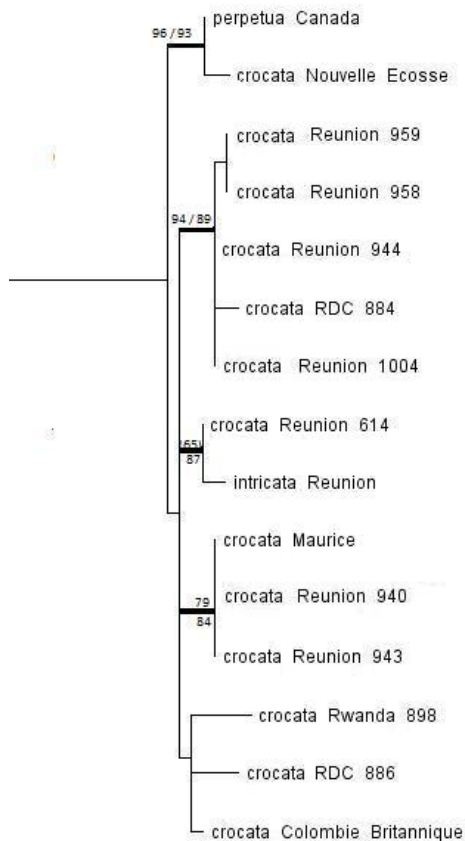 perpetua Canada
96 / 93
crocata Nouvelle Ecosse
crocata Reunion 959
crocata Reunion 958
94 / 89
crocata Reunion 944
crocata RDC 884
crocata Reunion 1004
crocata Reunion 614
(65)
87
intricata Reunion
crocata Maurice
79
crocata Reunion 940
84
crocata Reunion 943
crocata Rwanda 898
crocata RDC 886
crocata Colombie Britannique